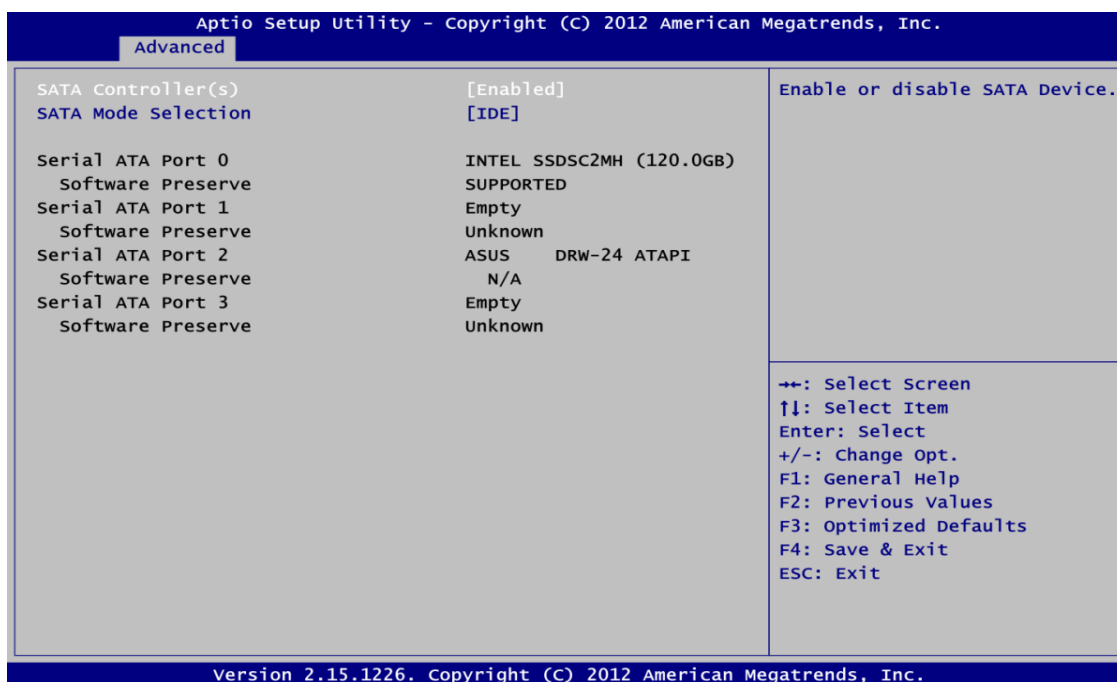 Aptio Setup Utility – Copyright (C) 2012 American Megatrends, Inc.
Advanced
SATA Controller(s) [Enabled]
SATA Mode Selection [IDE]
Serial ATA Port 0 INTEL SSDSC2MH (120.0GB)
Software Preserve SUPPORTED
Serial ATA Port 1 Empty
Software Preserve Unknown
Serial ATA Port 2 ASUS DRW-24 ATAPI
Software Preserve N/A
Serial ATA Port 3 Empty
Software Preserve Unknown
Enable or disable SATA Device.
→←: Select Screen
↑↓: Select Item
Enter: Select
+/-: Change Opt.
F1: General Help
F2: Previous Values
F3: Optimized Defaults
F4: Save & Exit
ESC: Exit
Version 2.15.1226. Copyright (C) 2012 American Megatrends, Inc.